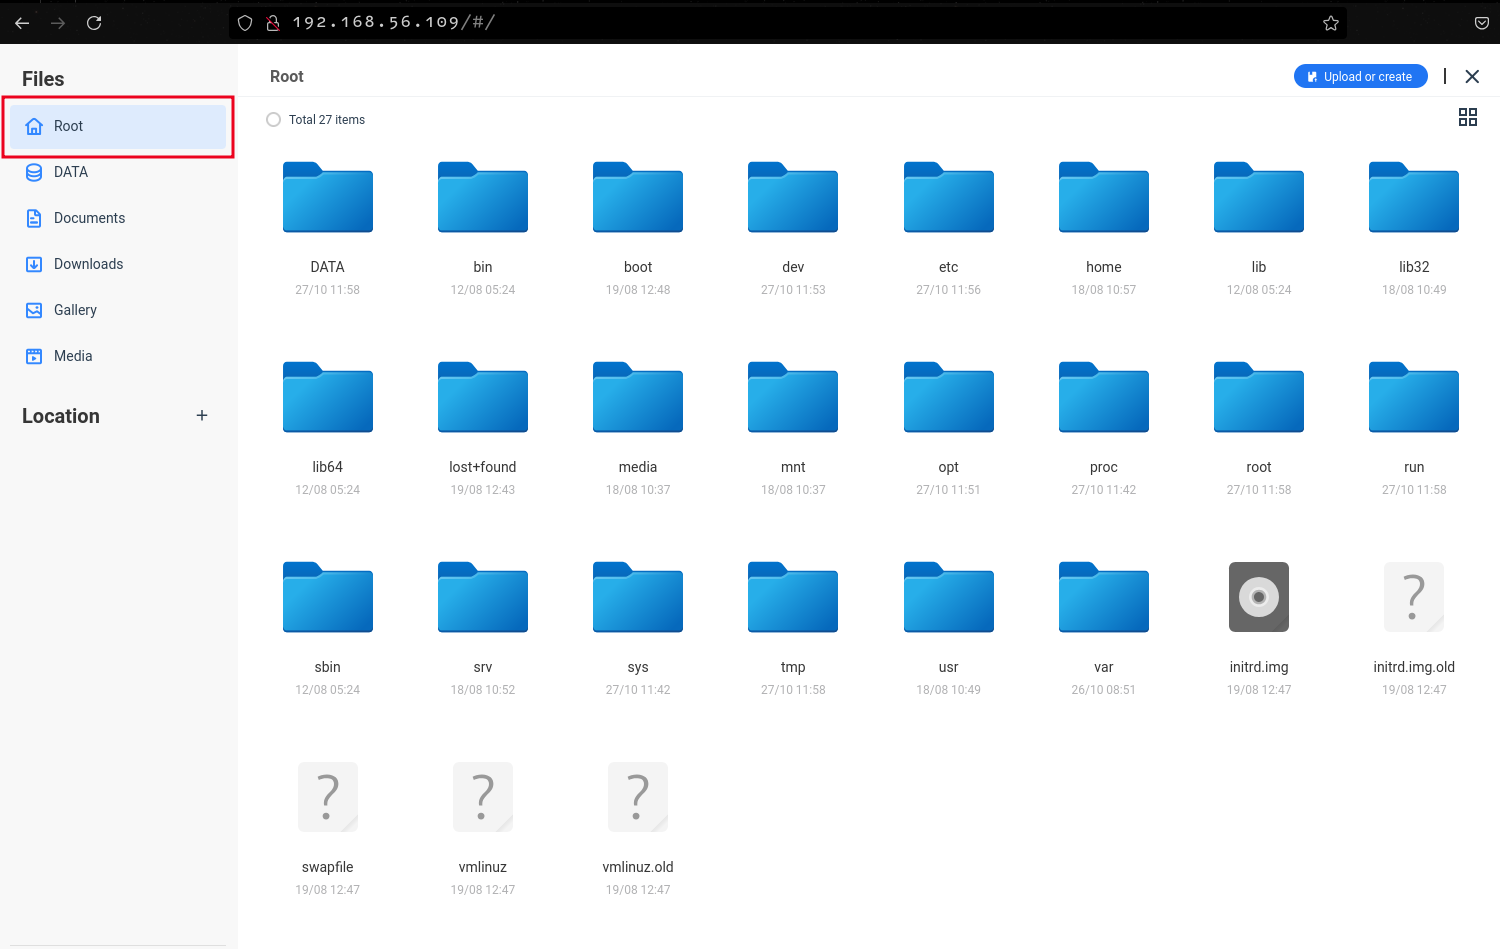 192.168.56.109/#/
Files
Root
DATA
Documents
Downloads
Gallery
Media
Location
Root
Upload or create
Total 27 items
DATA bin boot dev etc home lib lib32
27/10 11:58 12/08 05:24 19/08 12:48 27/10 11:53 27/10 11:56 18/08 10:57 12/08 05:24 18/08 10:49
lib64 lost+found media mnt opt proc root run
12/08 05:24 19/08 12:43 18/08 10:37 18/08 10:37 27/10 11:51 27/10 11:42 27/10 11:58 27/10 11:58
sbin srv sys tmp usr var initrd.img initrd.img.old
12/08 05:24 18/08 10:52 27/10 11:42 27/10 11:58 18/08 10:49 26/10 08:51 19/08 12:47 19/08 12:47
swapfile vmlinuz vmlinuz.old
19/08 12:47 19/08 12:47 19/08 12:47